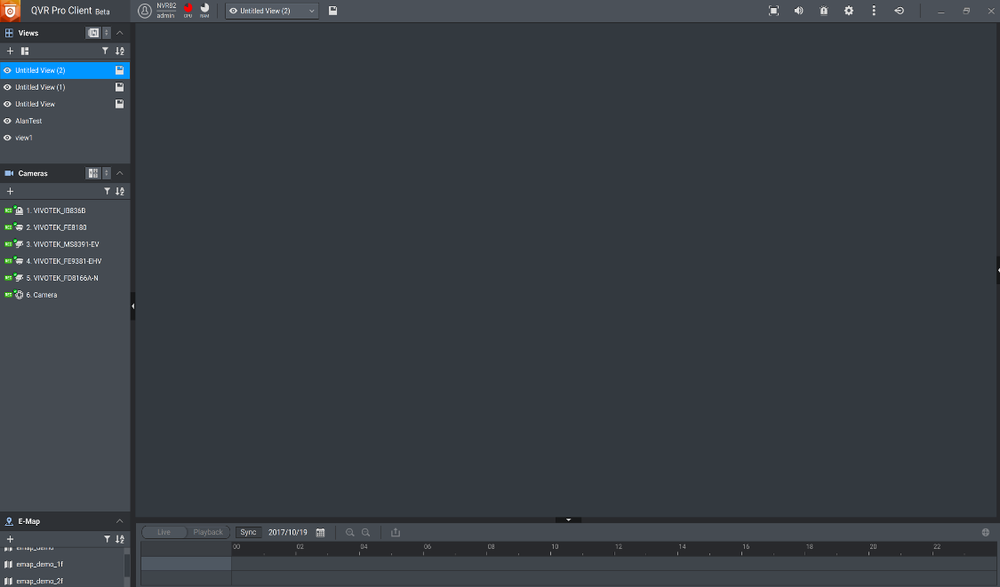 QVR Pro Client Beta
NVR82
admin
CPU
RAM
Untitled View (2)
Views
Untitled View (2)
Untitled View (1)
Untitled View
AlanTest
view1
Cameras
1. VIVOTEK_IB836B
2. VIVOTEK_FE8180
3. VIVOTEK_MS8391-EV
4. VIVOTEK_FE9381-EHV
5. VIVOTEK_FD8166A-N
6. Camera
E-Map
emap_demo
emap_demo_1f
emap_demo_2f
Live Playback Sync 2017/10/19
00 02 04 06 08 10 12 14 16 18 20 22